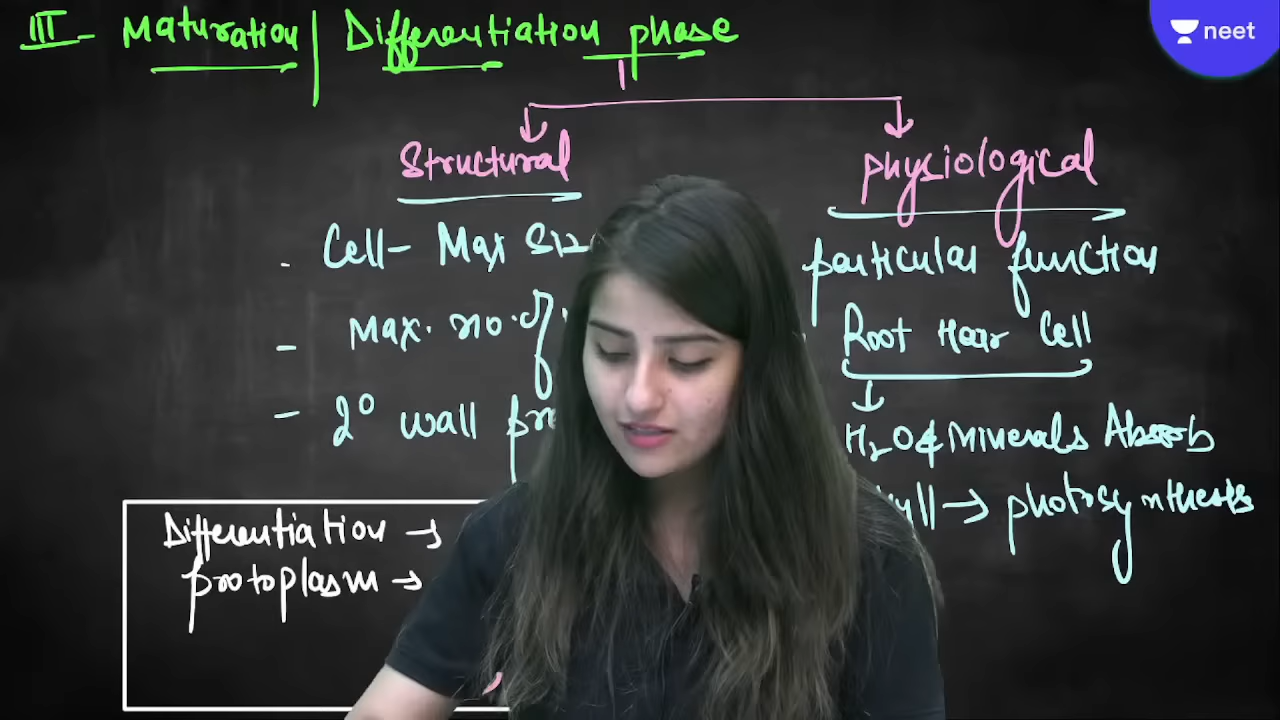 III - Maturation | Differentiation phase
neet
Structural
physiological
Cell - Max
- Max. no. of
- 2° wall
particular function
Root Hair Cell
H₂O & Minerals Absorb
→ photosynthesis
Differentiation →
protoplasm →